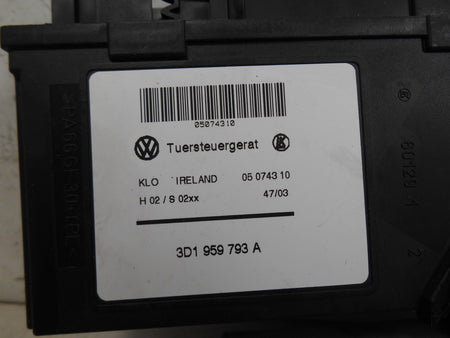 05074310
Tuersteuergerat
KLO IRELAND 05 0743 10
H 02 / S 02xx 47/03
3D1 959 793 A